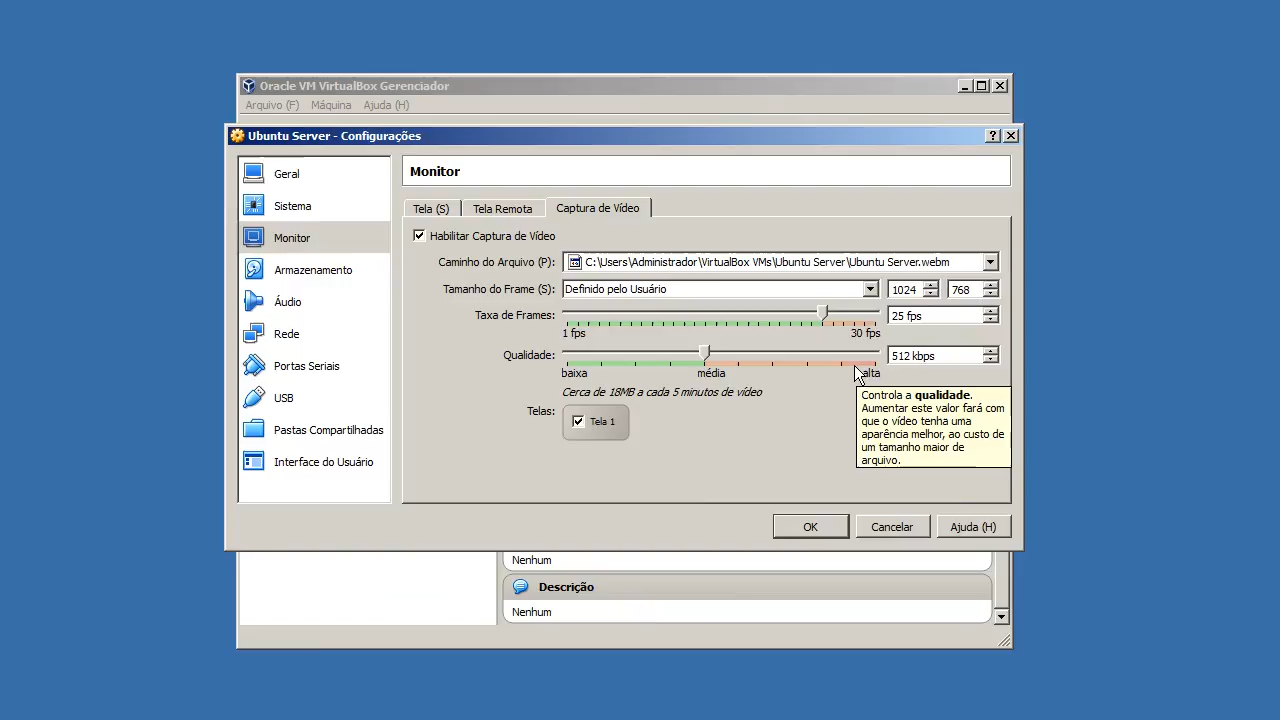 Oracle VM VirtualBox Gerenciador
Arquivo (F) Máquina Ajuda (H)
Ubuntu Server - Configurações
Geral
Sistema
Monitor
Armazenamento
Áudio
Rede
Portas Seriais
USB
Pastas Compartilhadas
Interface do Usuário
Monitor
Tela (S) Tela Remota Captura de Vídeo
Habilitar Captura de Vídeo
Caminho do Arquivo (P): C:\Users\Administrador\VirtualBox VMs\Ubuntu Server\Ubuntu Server.webm
Tamanho do Frame (S): Definido pelo Usuário 1024 768
Taxa de Frames: 25 fps
1 fps 30 fps
Qualidade: 512 kbps
baixa média alta
Cerca de 18MB a cada 5 minutos de vídeo
Telas: Tela 1
Controla a qualidade.
Aumentar este valor fará com
que o vídeo tenha uma
aparência melhor, ao custo de
um tamanho maior de
arquivo.
OK Cancelar Ajuda (H)
Nenhum
Descrição
Nenhum